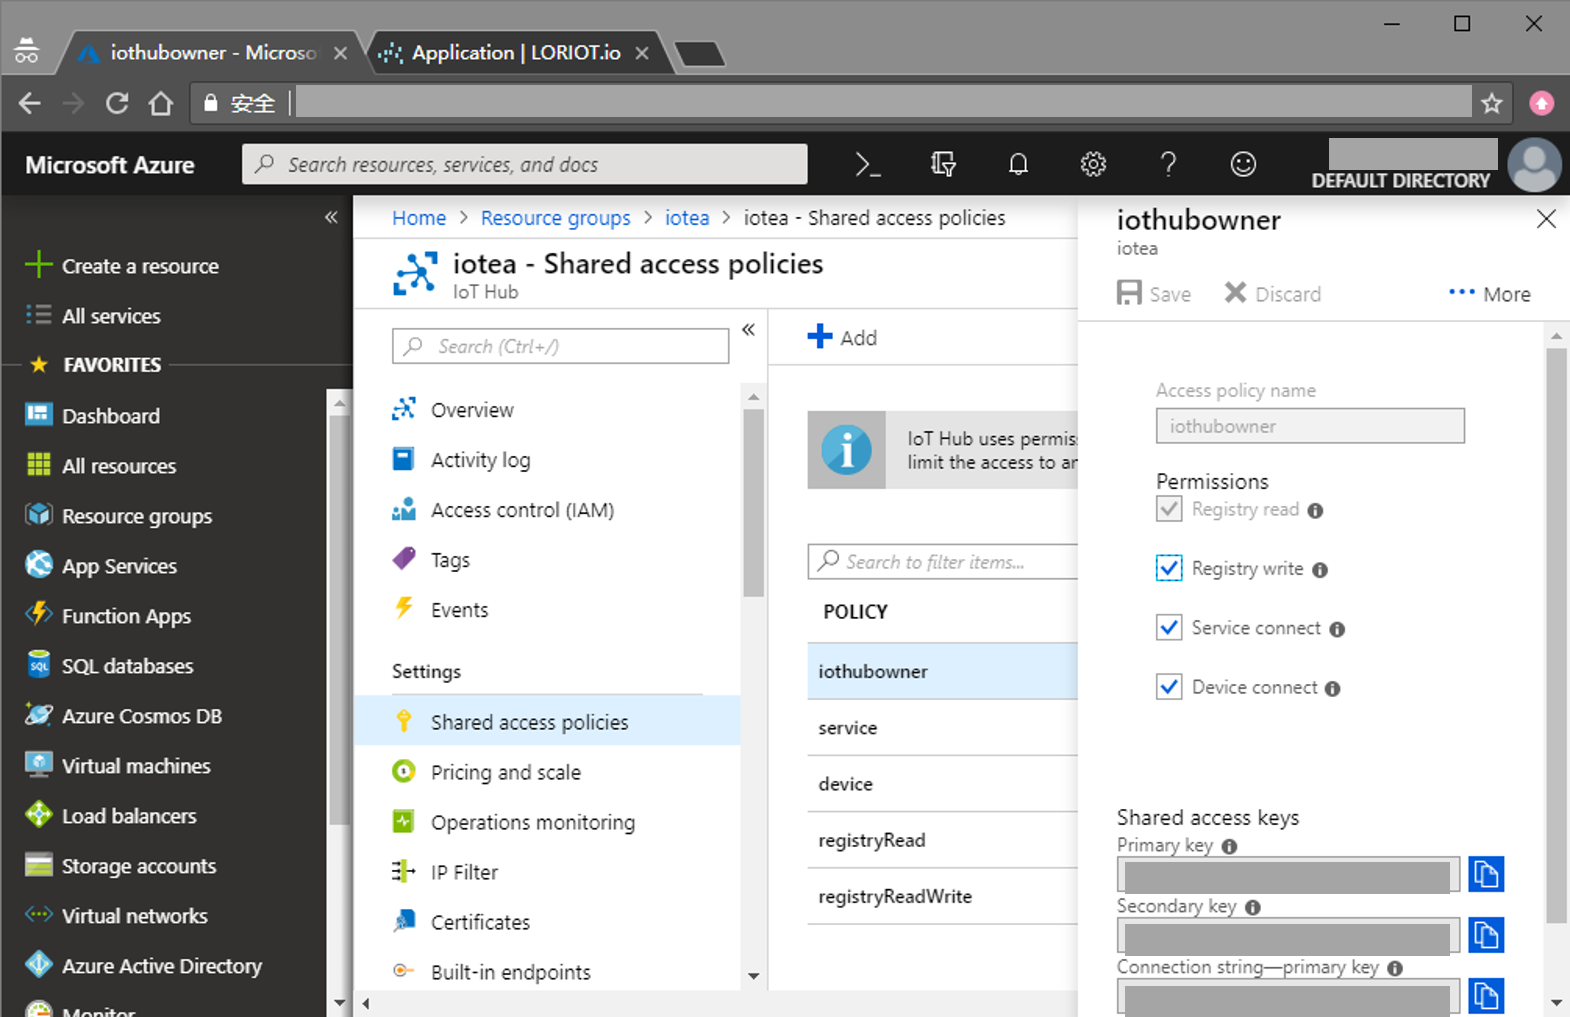 iothubowner - Microso
Application | LORIOT.io
安全
Microsoft Azure
Search resources, services, and docs
DEFAULT DIRECTORY
Create a resource
All services
FAVORITES
Dashboard
All resources
Resource groups
App Services
Function Apps
SQL databases
Azure Cosmos DB
Virtual machines
Load balancers
Storage accounts
Virtual networks
Azure Active Directory
Monitor
Home > Resource groups > iotea > iotea - Shared access policies
iotea - Shared access policies
IoT Hub
Search (Ctrl+/)
Overview
Activity log
Access control (IAM)
Tags
Events
Settings
Shared access policies
Pricing and scale
Operations monitoring
IP Filter
Certificates
Built-in endpoints
Add
IoT Hub uses permis
limit the access to an
Search to filter items...
POLICY
iothubowner
service
device
registryRead
registryReadWrite
iothubowner
iotea
Save
Discard
More
Access policy name
iothubowner
Permissions
Registry read
Registry write
Service connect
Device connect
Shared access keys
Primary key
Secondary key
Connection string—primary key